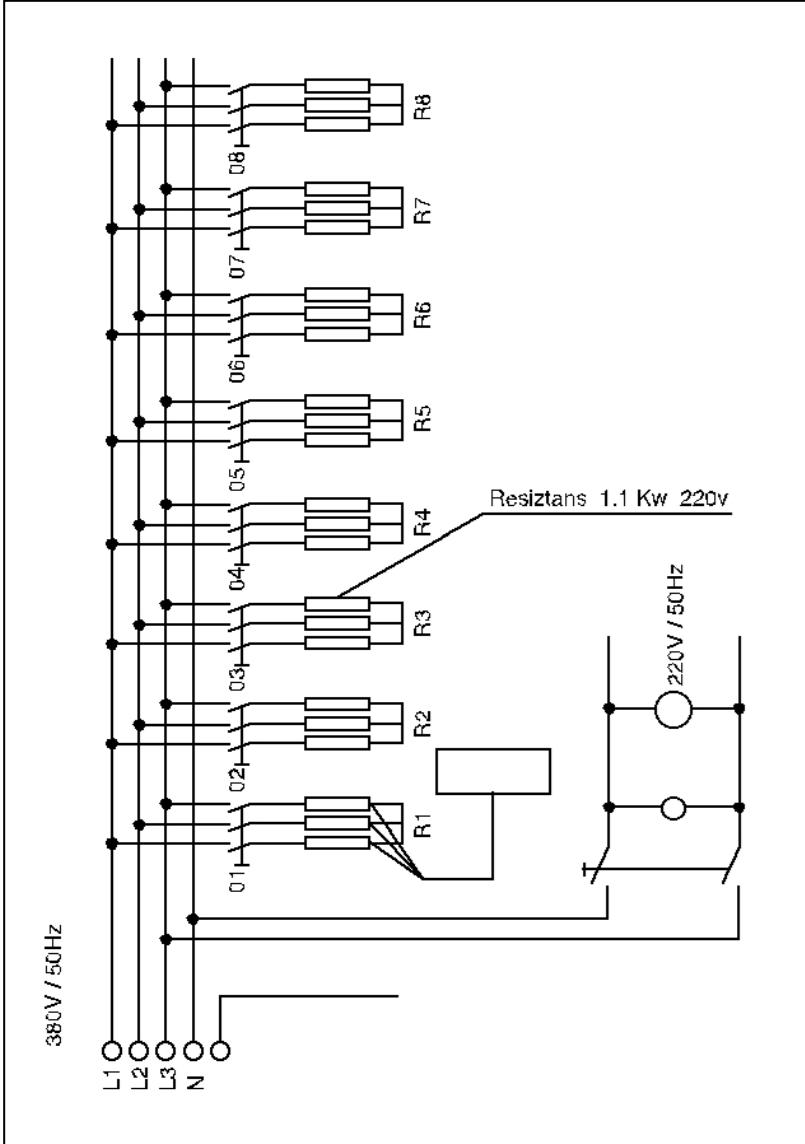 380V / 50Hz
L1
L2
L3
N
01
02
03
04
05
06
07
08
R1
R2
R3
R4
R5
R6
R7
R8
Resiztans 1.1 Kw 220v
220V / 50Hz